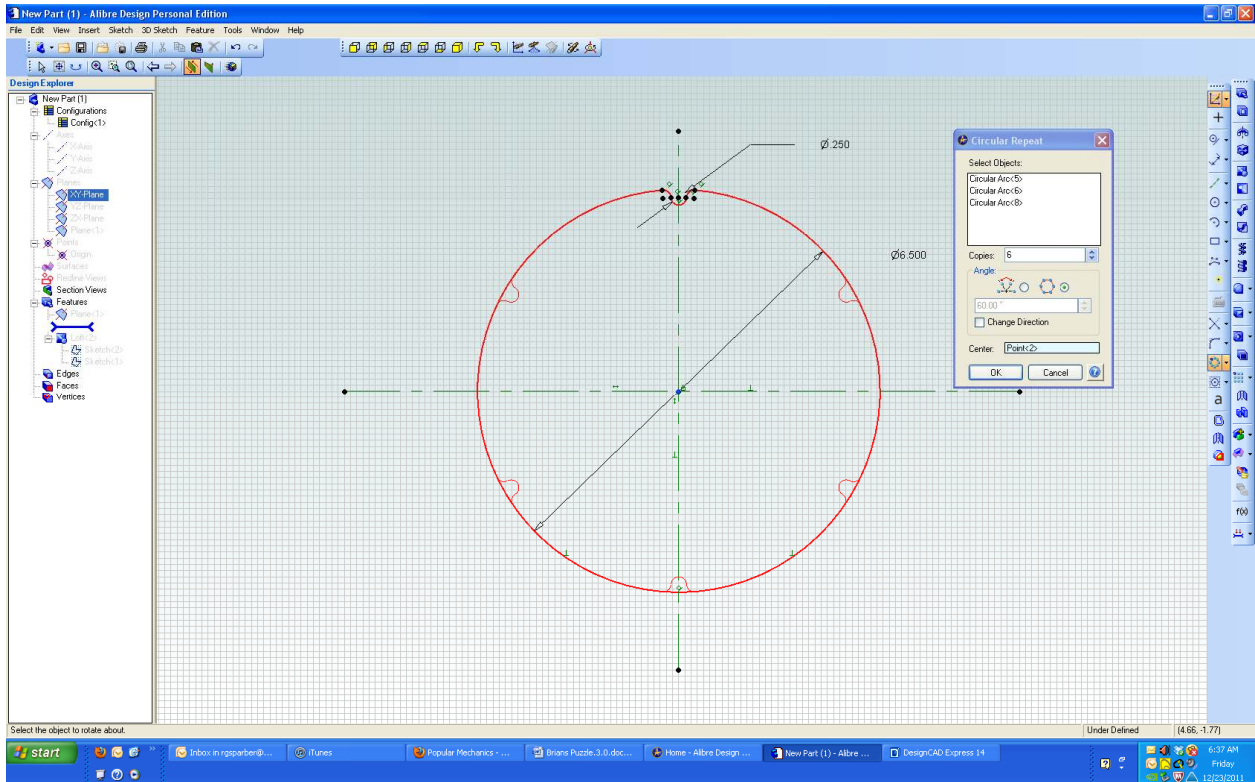 New Part (1) - Alibre Design Personal Edition
File Edit View Insert Sketch 3D Sketch Feature Tools Window Help
Design Explorer
New Part (1)
Configurations
Config<1>
Axes
X-Axis
Y-Axis
Z-Axis
Planes
XY-Plane
YZ-Plane
ZX-Plane
Plane<1>
Points
Origin
Surfaces
Redline Views
Section Views
Features
Plane<1>
Loft<2>
Sketch<2>
Sketch<1>
Edges
Faces
Vertices
Ø.250
Ø6.500
Circular Repeat
Select Objects:
Circular Arc<5>
Circular Arc<6>
Circular Arc<8>
Copies: 6
Angle:
60.00 °
Change Direction
Center: Point<2>
OK Cancel
a
f(x)
Select the object to rotate about.
Under Defined (4.66, -1.77)
start
Inbox in rgsparber@...
iTunes
Popular Mechanics - ...
Brians Puzzle.3.0.doc...
Home - Alibre Design ...
New Part (1) - Alibre ...
DesignCAD Express 14
6:37 AM
Friday
12/23/2011